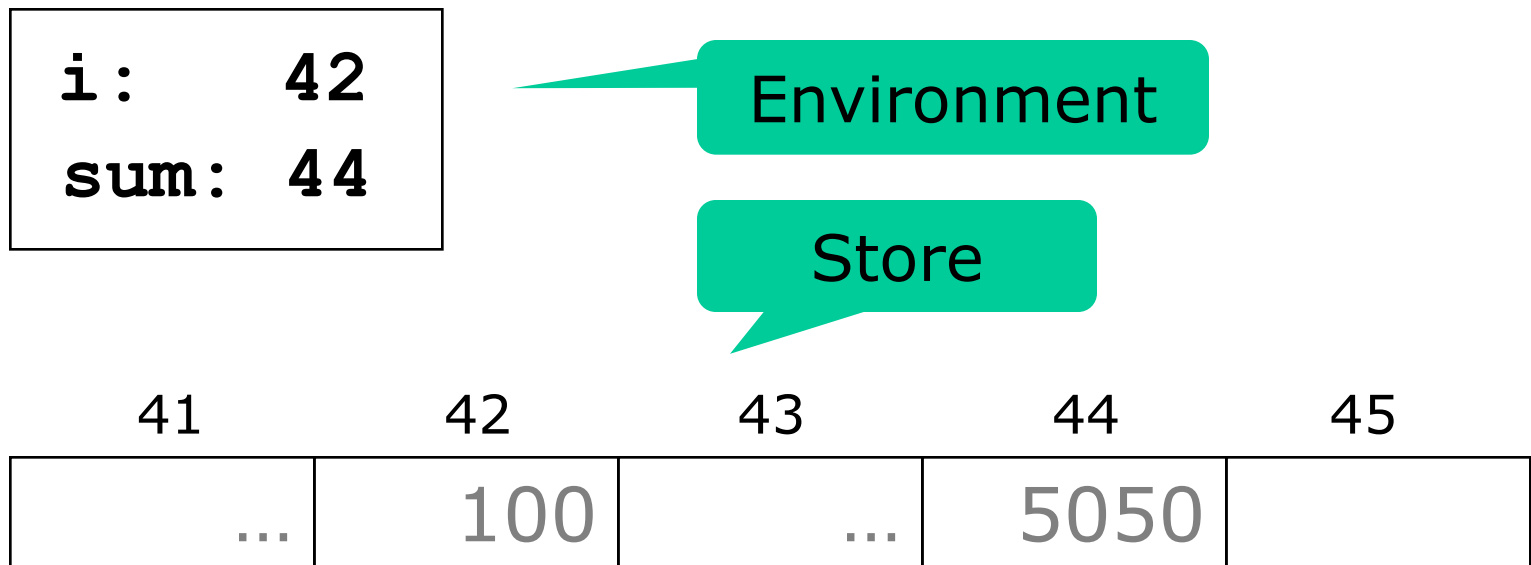 i: 42
Environment
sum: 44
Store
41 42 43 44 45
... 100 ... 5050